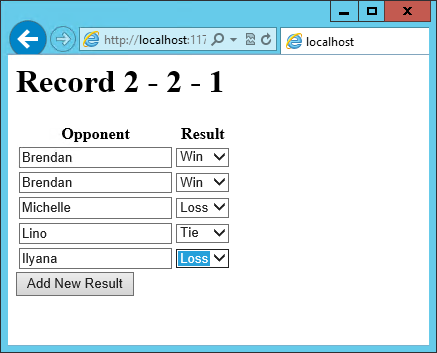 http://localhost:117
localhost
Record 2 - 2 - 1
Opponent Result
Brendan Win
Brendan Win
Michelle Loss
Lino Tie
Ilyana Loss
Add New Result